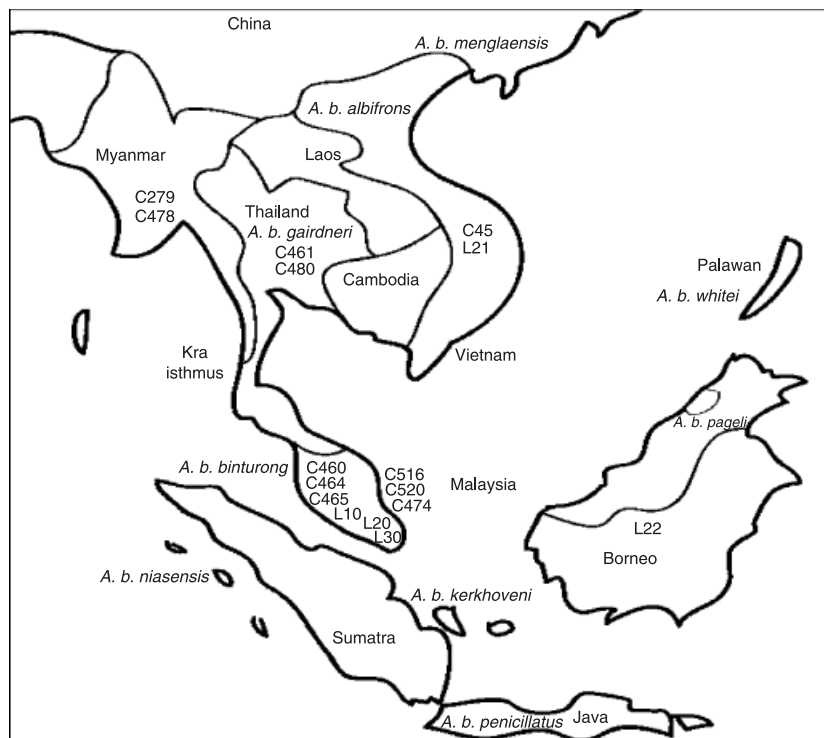 China
A. b. menglaensis
A. b. albifrons
Myanmar
Laos
C279
C478
Thailand
A. b. gairdneri
C461
C480
C45
L21
Cambodia
Palawan
A. b. whitei
Kra
isthmus
Vietnam
A. b. pageli
A. b. binturong
C460
C464
C465
L10
L20
L30
C516
C520
C474
Malaysia
L22
Borneo
A. b. niasensis
A. b. kerkhoveni
Sumatra
A. b. penicillatus
Java